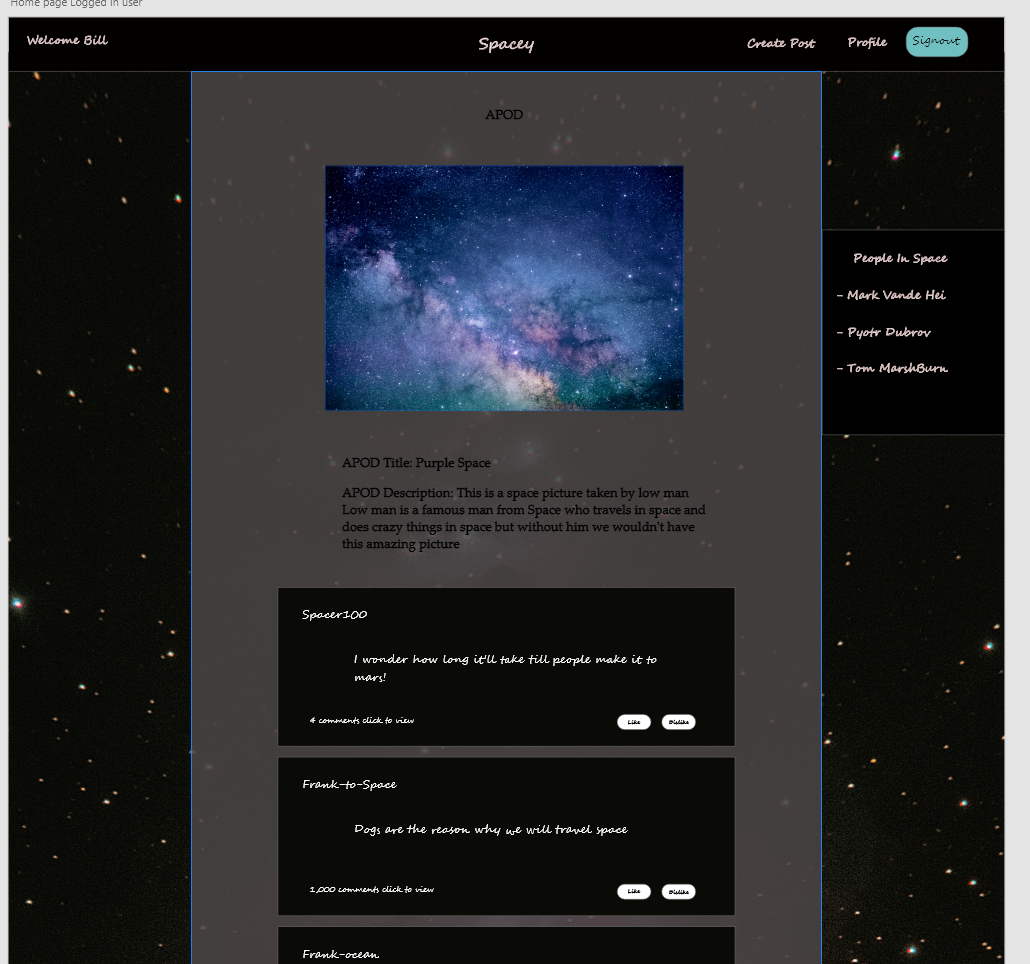 Home page Logged in user
Welcome Bill
Spacey
Create Post
Profile
Signout
APOD
People In Space
- Mark Vande Hei
- Pyotr Dubrov
- Tom MarshBurn
APOD Title: Purple Space
APOD Description: This is a space picture taken by low man
Low man is a famous man from Space who travels in space and
does crazy things in space but without him we wouldn't have
this amazing picture
Spacer100
I wonder how long it'll take till people make it to
mars!
4 comments click to view
Like
Dislike
Frank-to-Space
Dogs are the reason why we will travel space
1,000 comments click to view
Like
Dislike
Frank-ocean